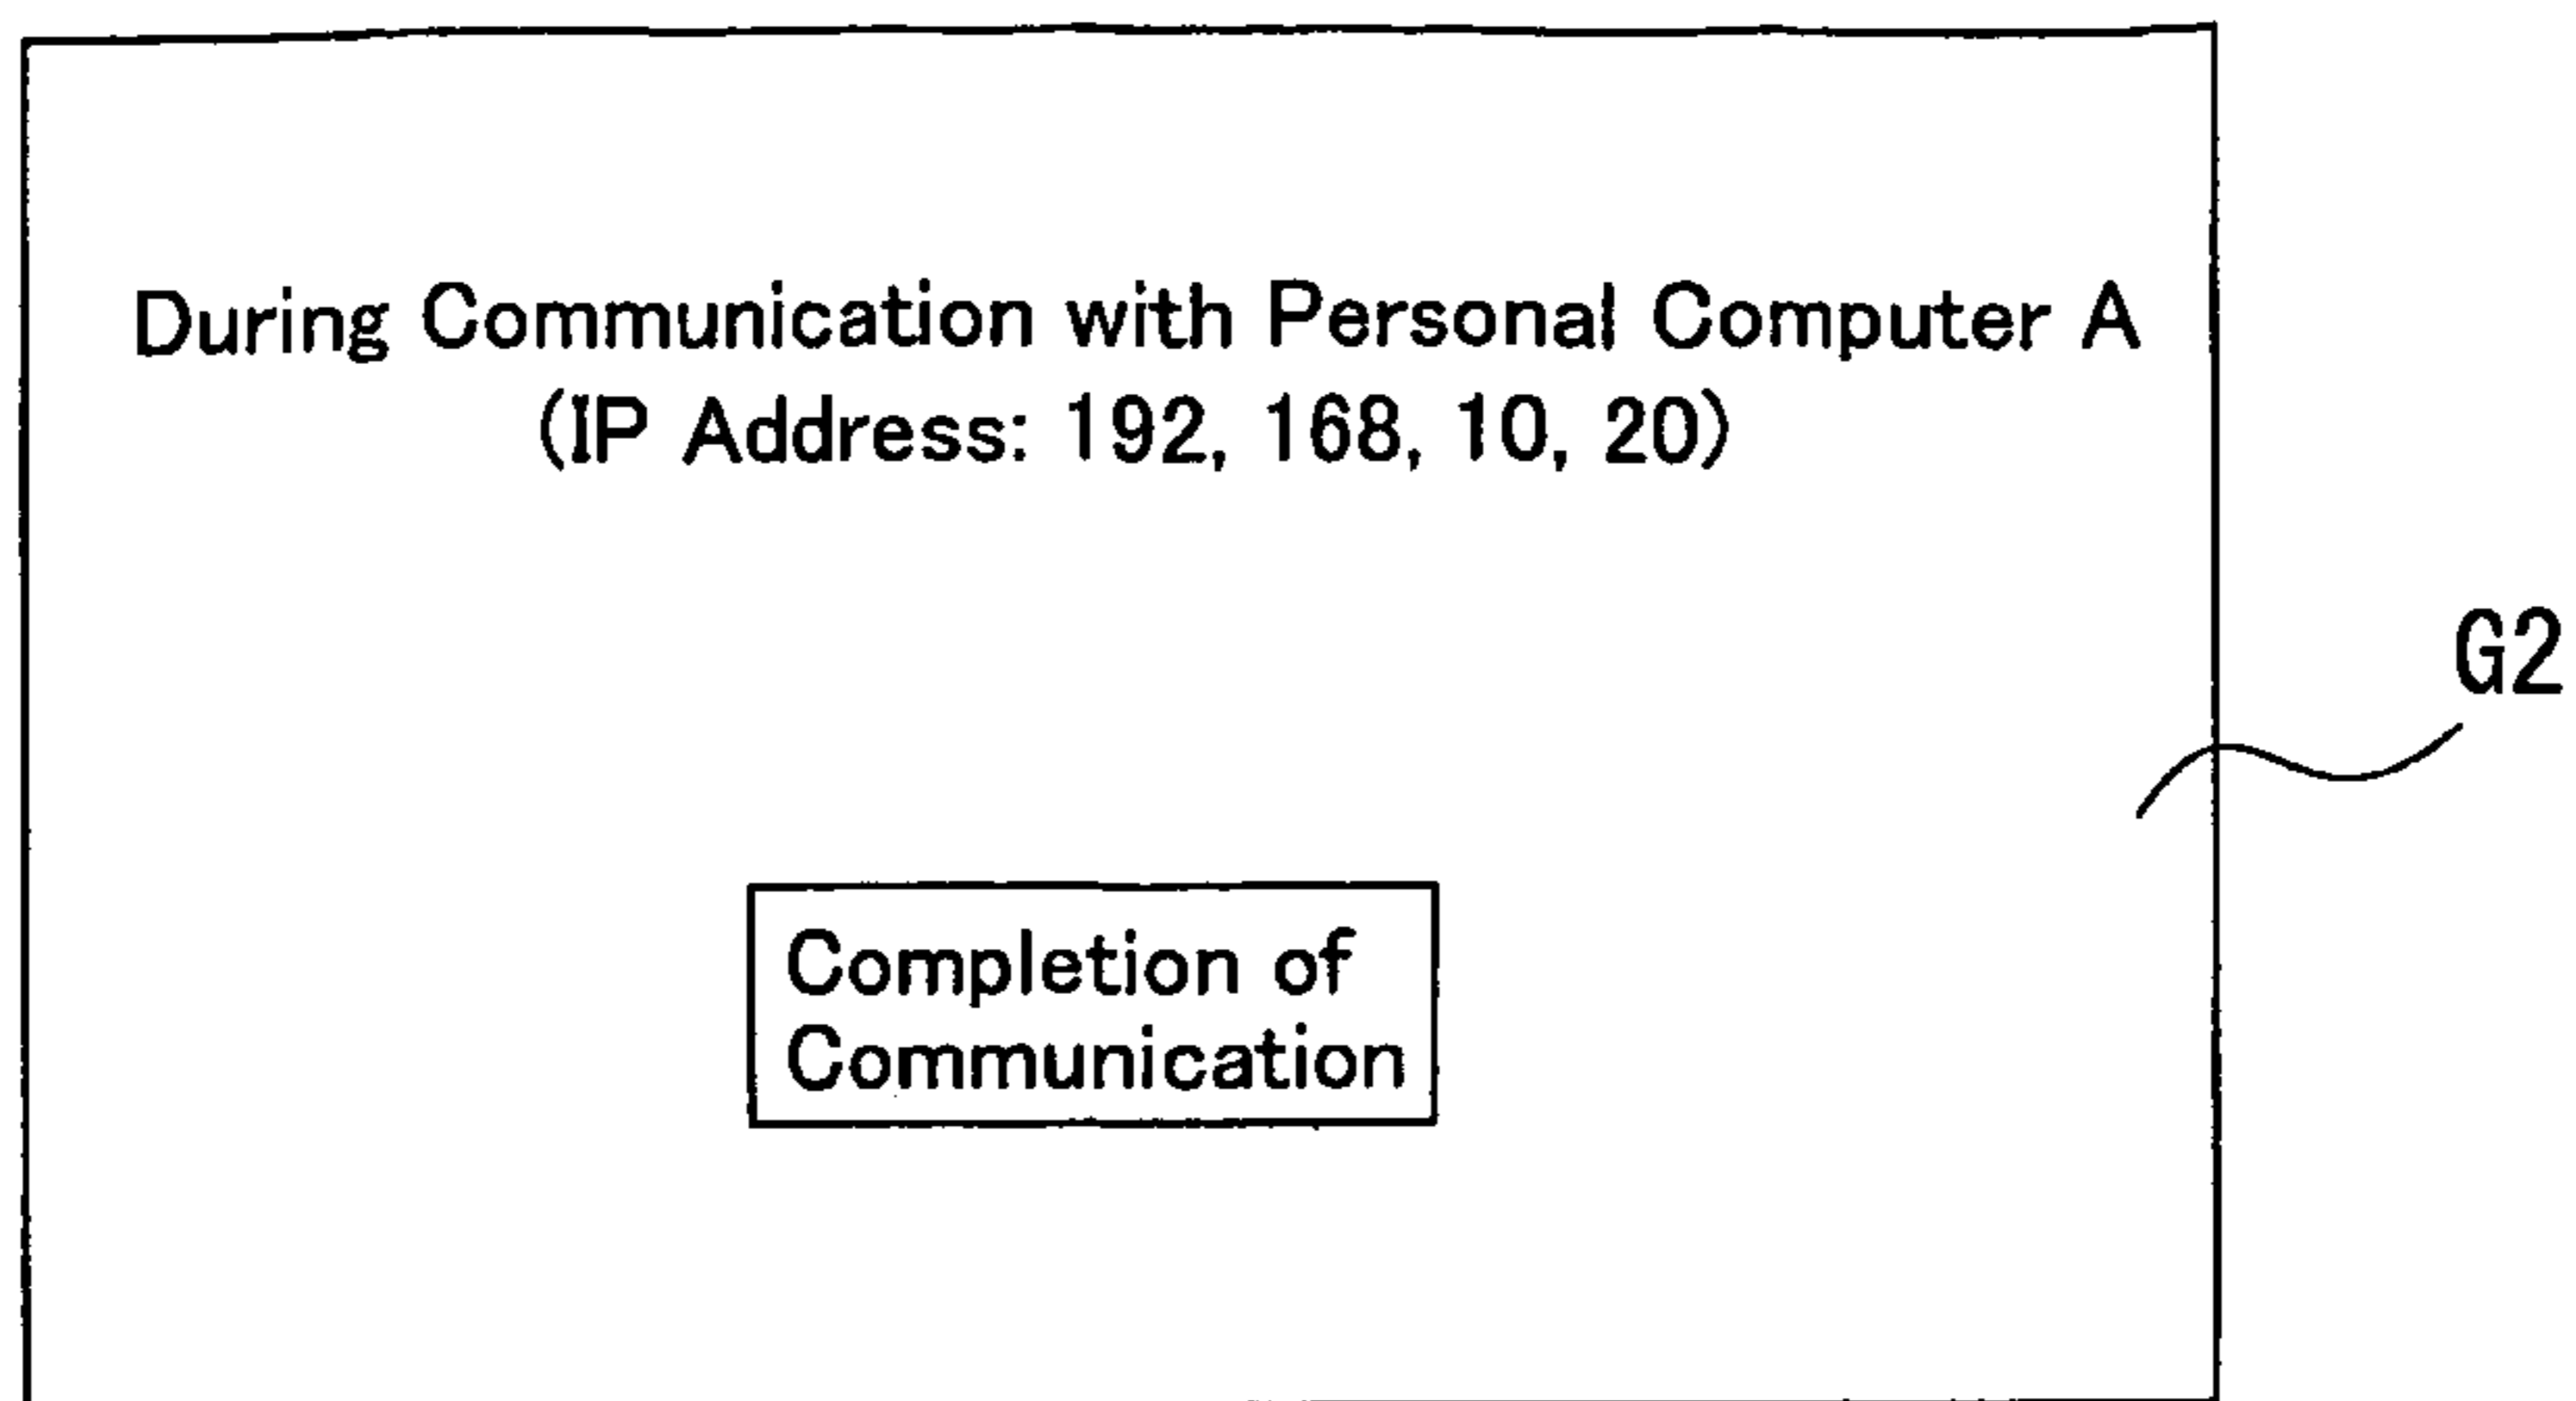 During Communication with Personal Computer A
(IP Address: 192, 168, 10, 20)
G2
Completion of
Communication